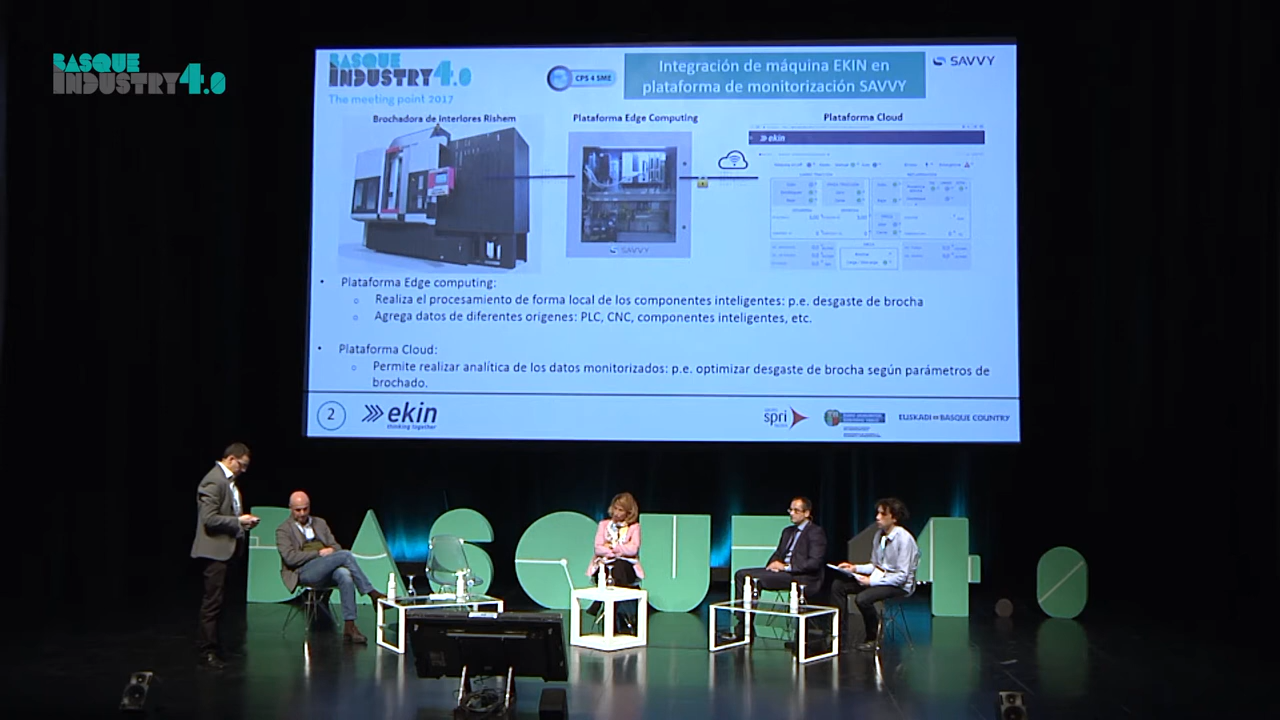 BASQUE
INDUSTRY 4.0
BASQUE
INDUSTRY 4.0
The meeting point 2017
CPS 4 SME
Integración de máquina EKIN en
plataforma de monitorización SAVVY
SAVVY
Brochadora de Interiores Rishem
Plataforma Edge Computing
Plataforma Cloud
ekin
SAVVY
• Plataforma Edge computing:
o Realiza el procesamiento de forma local de los componentes inteligentes: p.e. desgaste de brocha
o Agrega datos de diferentes origenes: PLC, CNC, componentes inteligentes, etc.
• Plataforma Cloud:
o Permite realizar analítica de los datos monitorizados: p.e. optimizar desgaste de brocha según parámetros de
brochado.
2
ekin
thinking together
spri
EUSKADI BASQUE COUNTRY
BASQUE 4.0